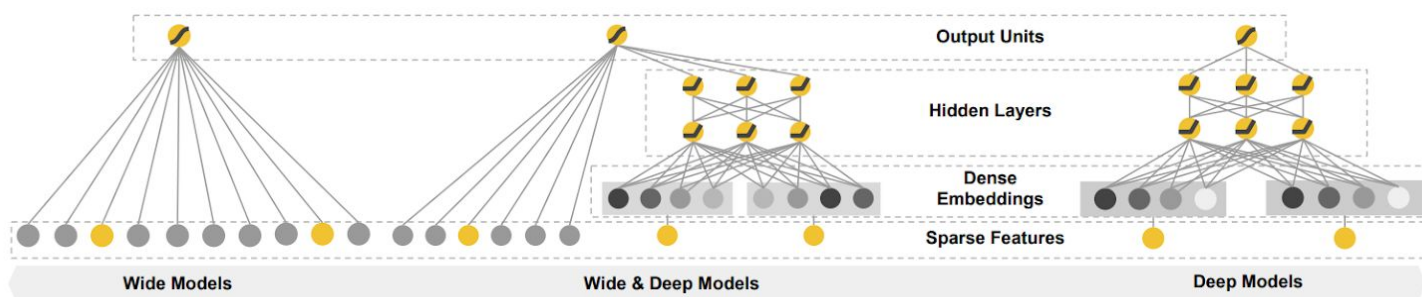 Output Units
Hidden Layers
Dense
Embeddings
Sparse Features
Wide Models
Wide & Deep Models
Deep Models